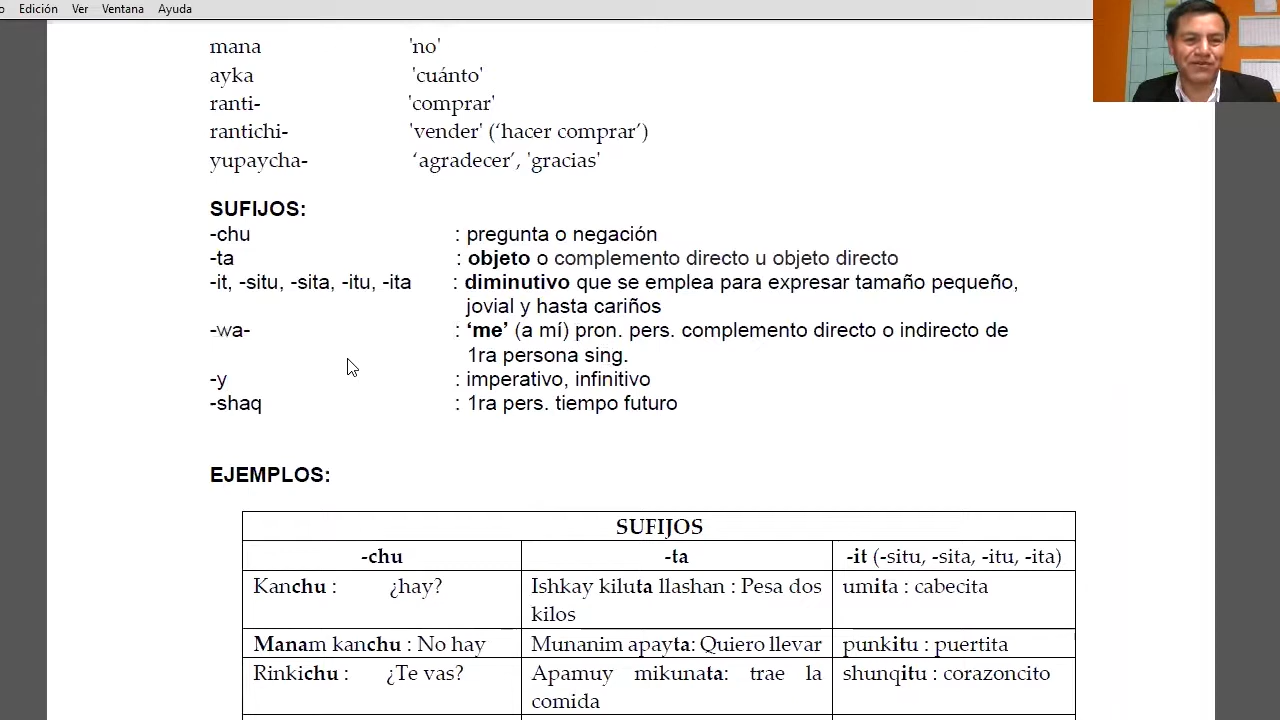 o Edición Ver Ventana Ayuda
mana 'no'
ayka 'cuánto'
ranti- 'comprar'
rantichi- 'vender' (‘hacer comprar’)
yupaycha- ‘agradecer’, 'gracias'
SUFIJOS:
-chu : pregunta o negación
-ta : objeto o complemento directo u objeto directo
-it, -situ, -sita, -itu, -ita : diminutivo que se emplea para expresar tamaño pequeño,
jovial y hasta cariños
-wa- : ‘me’ (a mí) pron. pers. complemento directo o indirecto de
1ra persona sing.
-y : imperativo, infinitivo
-shaq : 1ra pers. tiempo futuro
EJEMPLOS:
SUFIJOS
-chu -ta -it (-situ, -sita, -itu, -ita)
Kanchu : ¿hay? Ishkay kiluta llashan : Pesa dos umita : cabecita
kilos
Manam kanchu : No hay Munanim apayta: Quiero llevar punkitu : puertita
Rinkichu : ¿Te vas? Apamuy mikunata: trae la shunqitu : corazoncito
comida